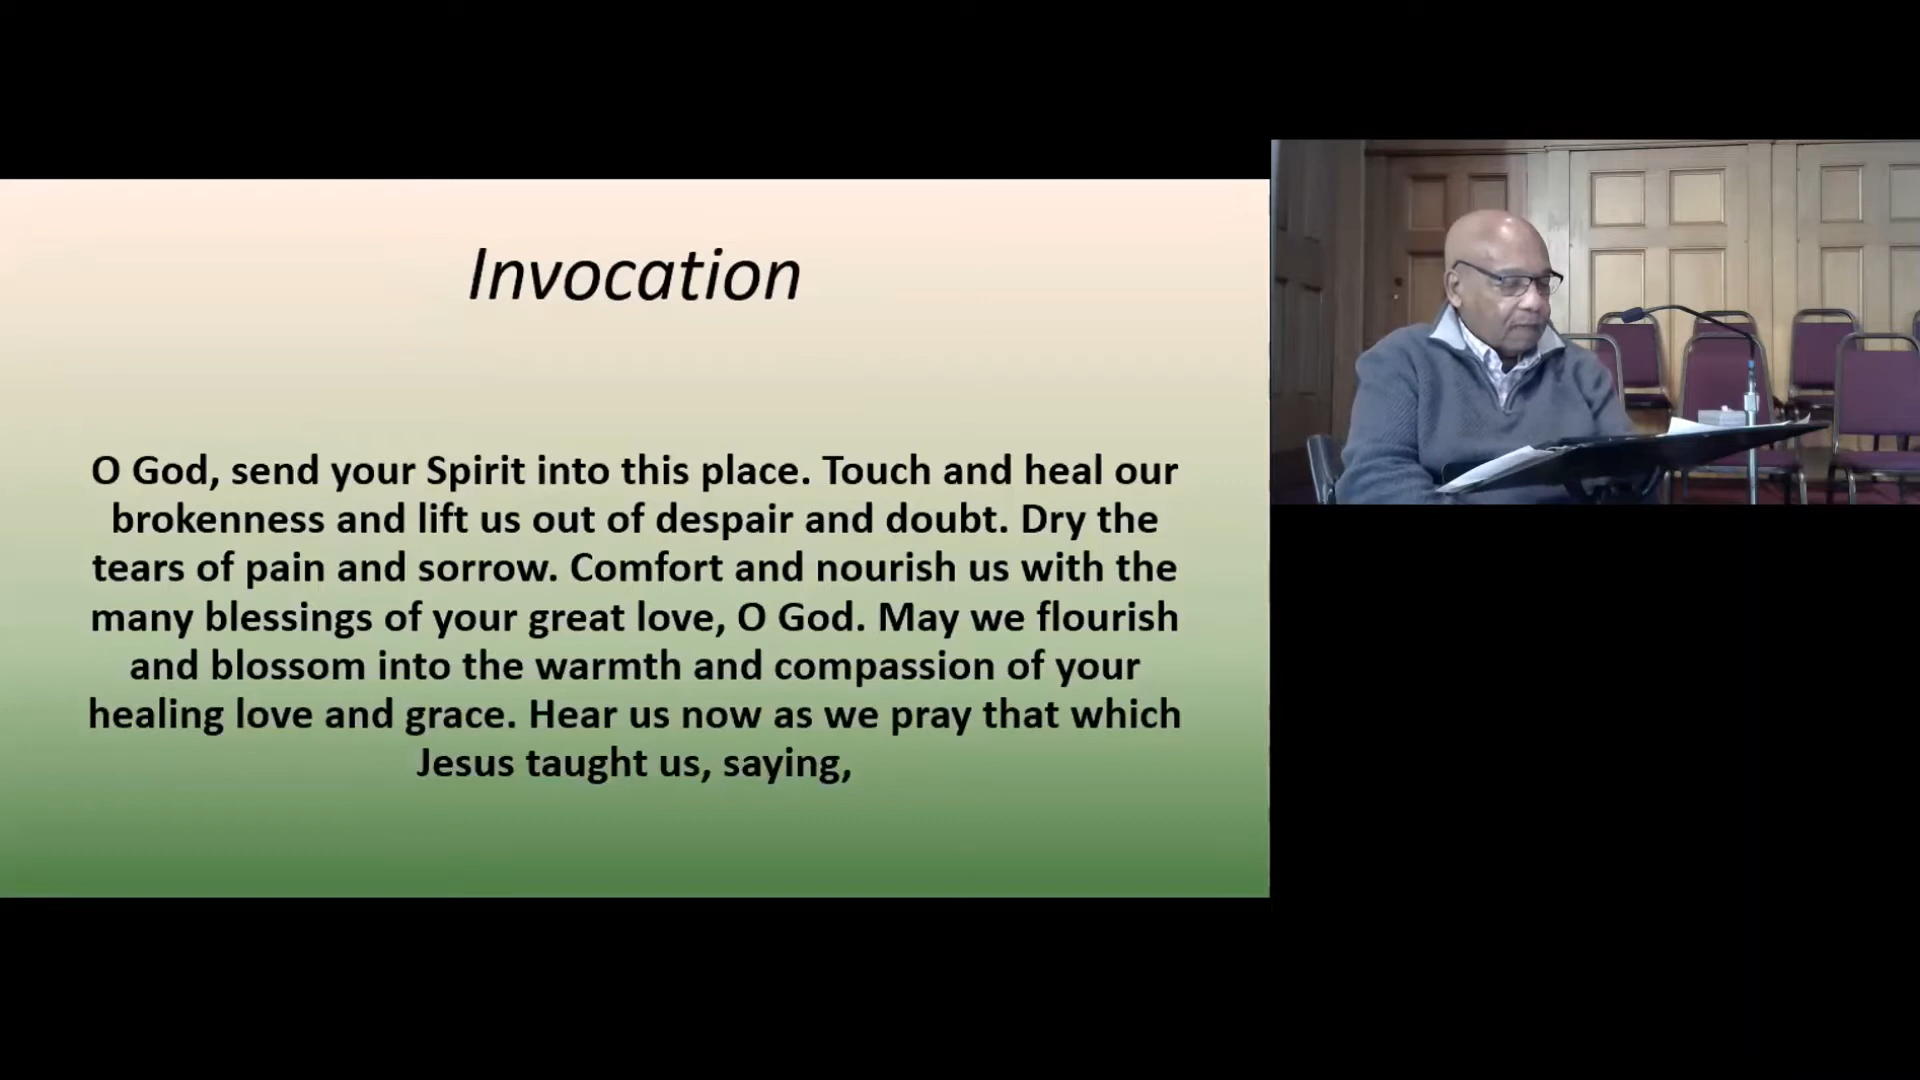 Invocation
O God, send your Spirit into this place. Touch and heal our
brokenness and lift us out of despair and doubt. Dry the
tears of pain and sorrow. Comfort and nourish us with the
many blessings of your great love, O God. May we flourish
and blossom into the warmth and compassion of your
healing love and grace. Hear us now as we pray that which
Jesus taught us, saying,